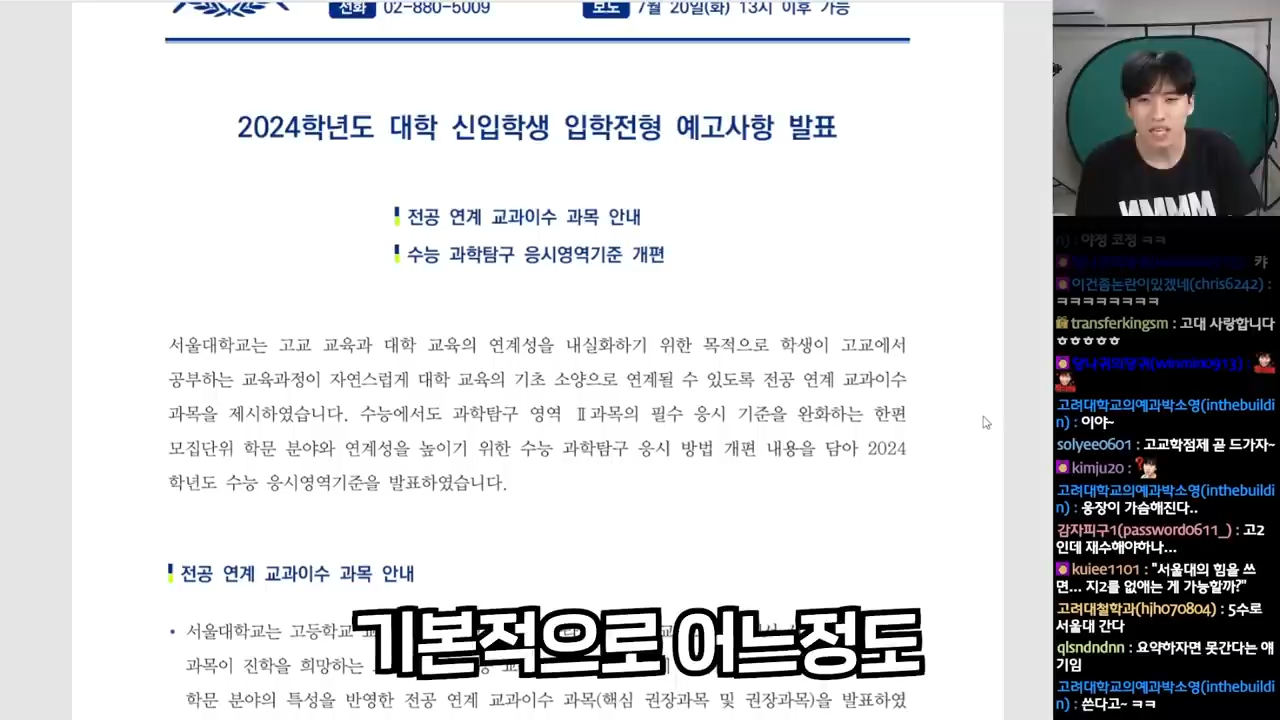 전화 02-880-5009
보도 7월 20일(화) 13시 이후 가능
2024학년도 대학 신입학생 입학전형 예고사항 발표
전공 연계 교과이수 과목 안내
수능 과학탐구 응시영역기준 개편
서울대학교는 고교 교육과 대학 교육의 연계성을 내실화하기 위한 목적으로 학생이 고교에서
공부하는 교육과정이 자연스럽게 대학 교육의 기초 소양으로 연계될 수 있도록 전공 연계 교과이수
과목을 제시하였습니다. 수능에서도 과학탐구 영역 Ⅱ과목의 필수 응시 기준을 완화하는 한편
모집단위 학문 분야와 연계성을 높이기 위한 수능 과학탐구 응시 방법 개편 내용을 담아 2024
학년도 수능 응시영역기준을 발표하였습니다.
전공 연계 교과이수 과목 안내
• 서울대학교는 고등학교
과목이 진학을 희망하는
학문 분야의 특성을 반영한 전공 연계 교과이수 과목(핵심 권장과목 및 권장과목)을 발표하였
기본적으로 어느정도
NMMM
n) : 야정 코정 ㅋㅋ
캬
이건좀논란이있겠네(chris6242) :
ㅋㅋㅋㅋㅋㅋㅋㅋ
transferkingsm : 고대 사랑합니다
ㅎㅎㅎㅎㅎ
당나귀의당귀(winmin0913) :
고려대학교의예과박소영(inthebuildi
n) : 이야~
solyee0601 : 고교학점제 곧 드가자~
kimju20 :
고려대학교의예과박소영(inthebuildi
n) : 웅장이 가슴해진다..
감자피구1(password0611_) : 고2
인데 재수해야하나...
kuiee1101 : "서울대의 힘을 쓰
면... 지2를 없애는 게 가능할까?"
고려대철학과(hjh070804) : 5수로
서울대 간다
qlsndndnn : 요약하자면 못간다는 얘
기임
고려대학교의예과박소영(inthebuildi
n) : 쓴다고~ ㅋㅋ